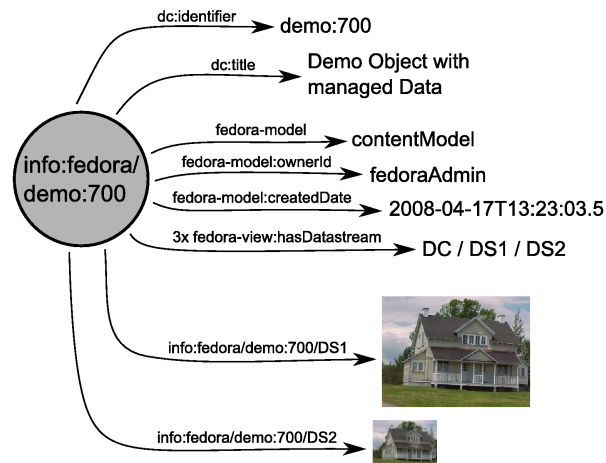 dc:identifier
demo:700
dc:title
Demo Object with
managed Data
info:fedora/
demo:700
fedora-model
contentModel
fedora-model:ownerId
fedoraAdmin
fedora-model:createdDate
2008-04-17T13:23:03.5
3x fedora-view:hasDatastream
DC / DS1 / DS2
info:fedora/demo:700/DS1
info:fedora/demo:700/DS2